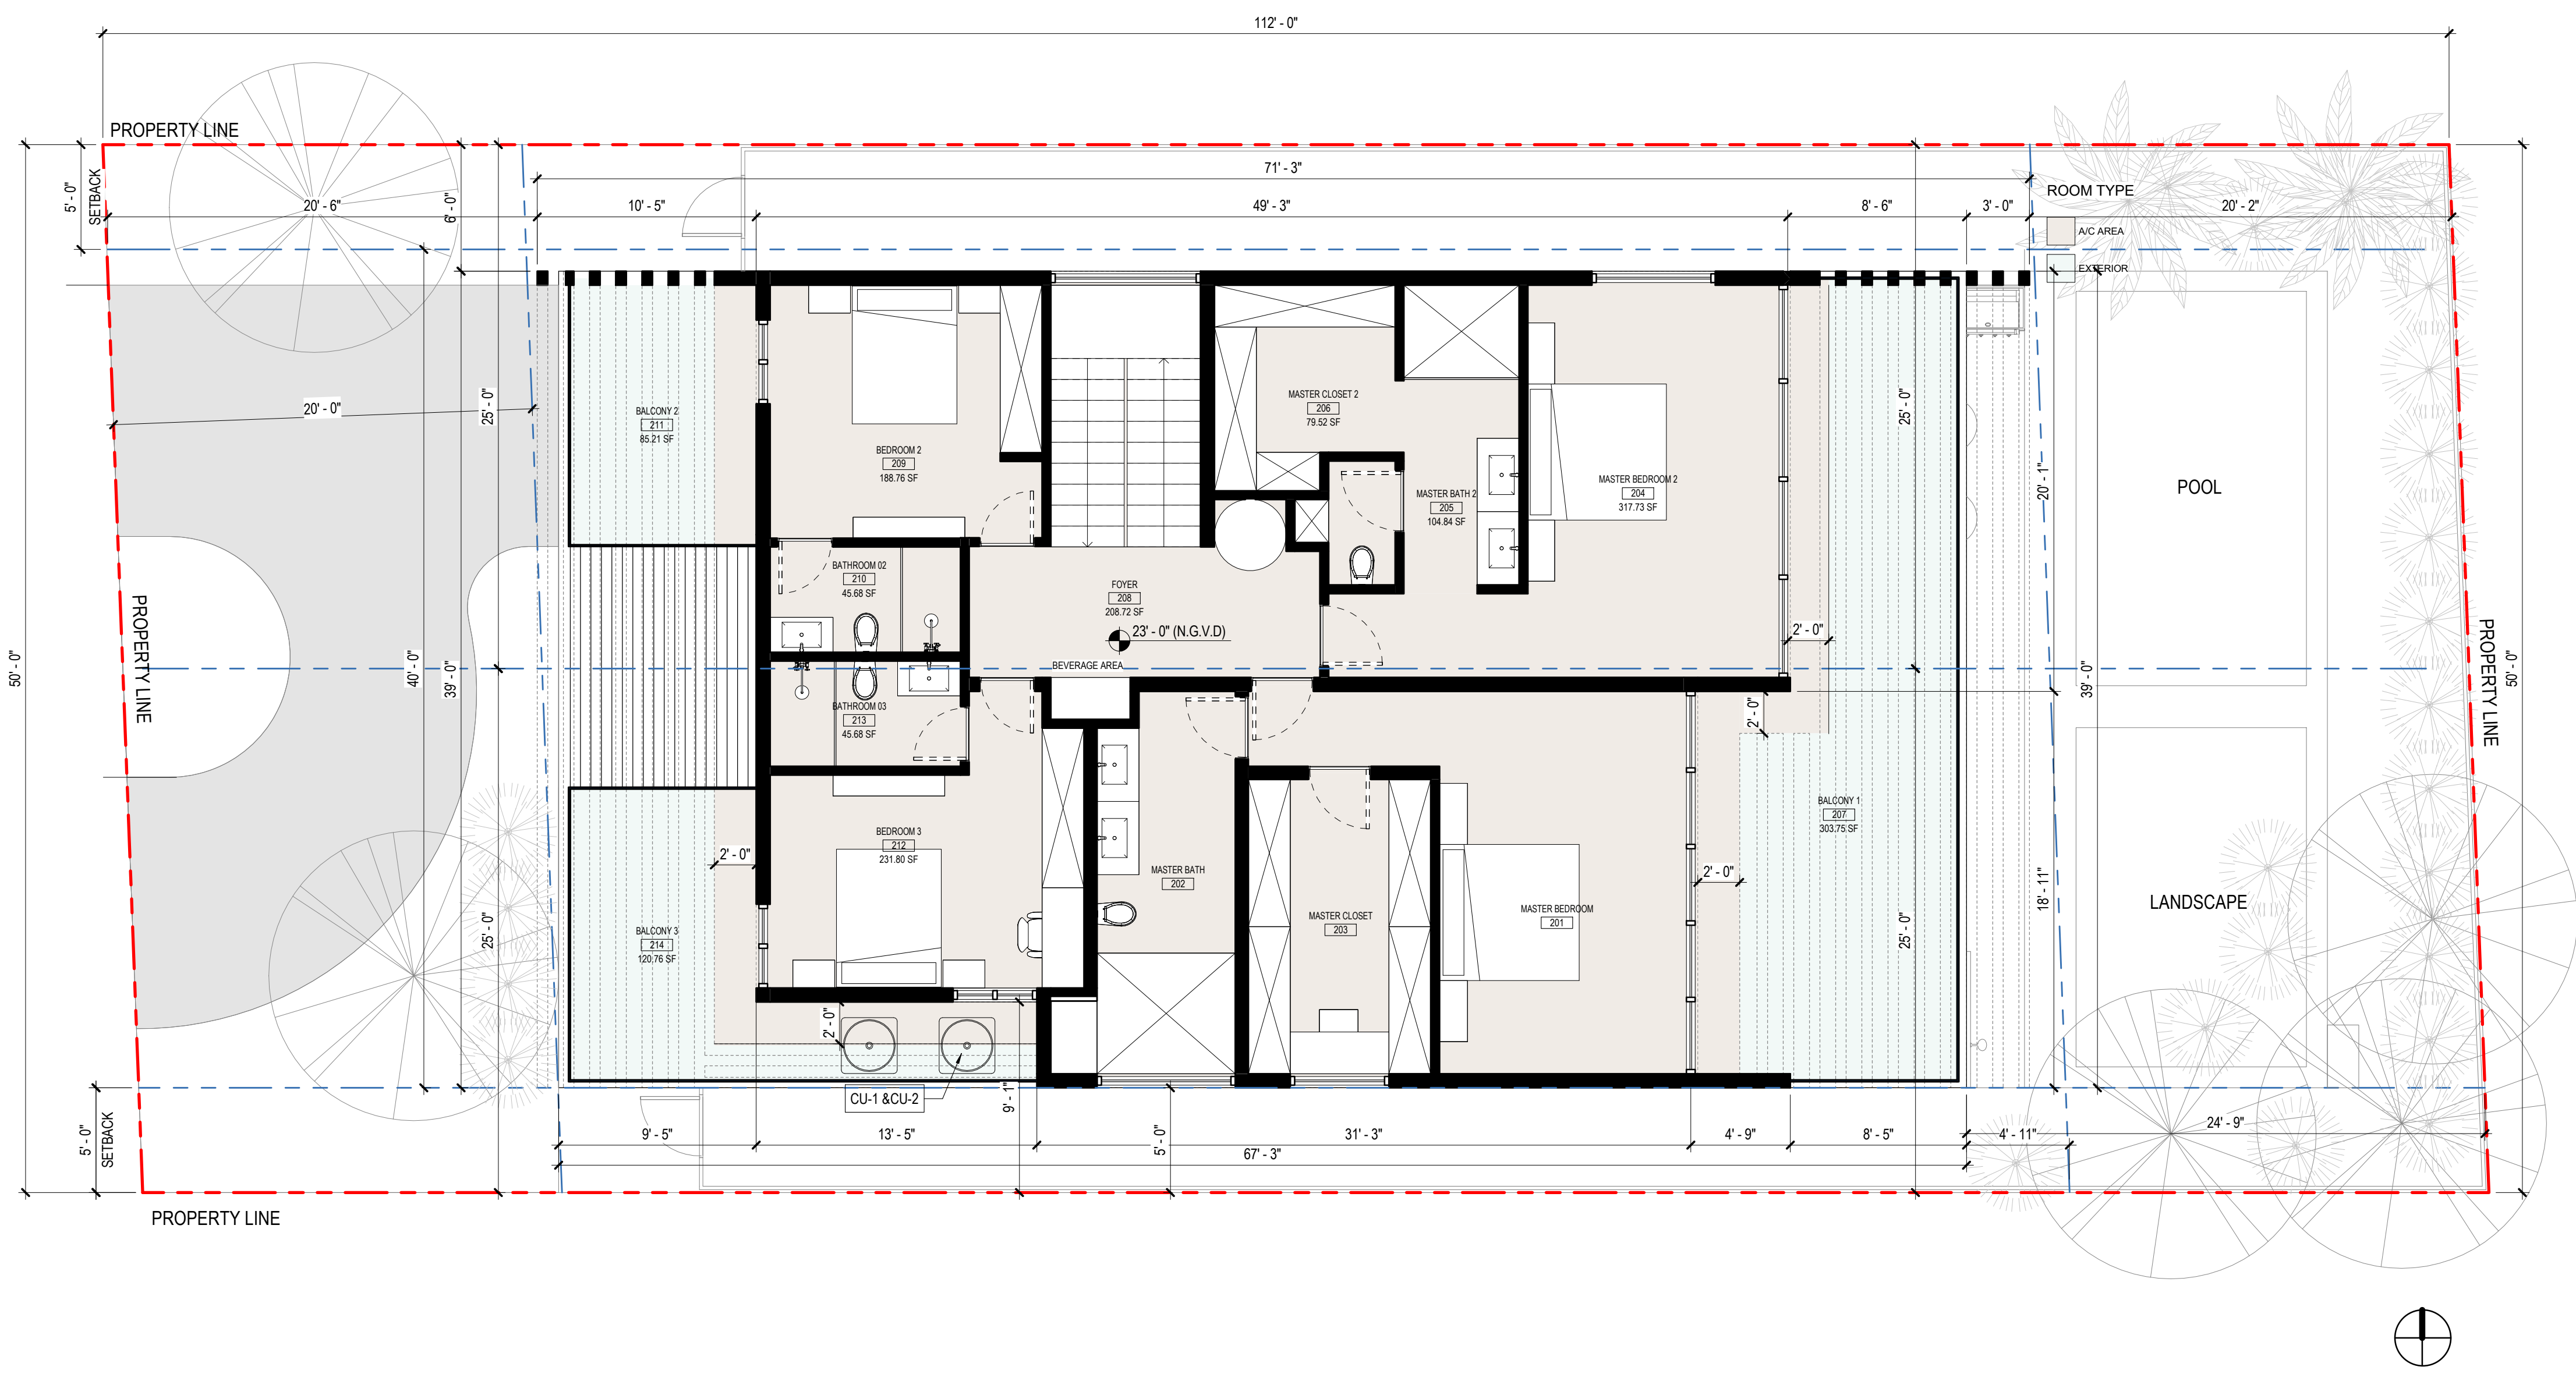 112' - 0"
PROPERTY LINE
71' - 3"
5' - 0"
SETBACK
20' - 6"
6' - 0"
10' - 5"
49' - 3"
8' - 6"
3' - 0"
20' - 2"
ROOM TYPE
A/C AREA
EXTERIOR
20' - 0"
25' - 0"
BALCONY 2
211
85.21 SF
BEDROOM 2
209
188.76 SF
MASTER CLOSET 2
206
79.52 SF
MASTER BATH 2
205
104.84 SF
MASTER BEDROOM 2
204
317.73 SF
25' - 0"
20' - 1"
POOL
BATHROOM 02
210
45.68 SF
FOYER
208
208.72 SF
23' - 0" (N.G.V.D)
BEVERAGE AREA
2' - 0"
50' - 0"
PROPERTY LINE
40' - 0"
39' - 0"
39' - 0"
PROPERTY LINE
50' - 0"
BATHROOM 03
213
45.68 SF
2' - 0"
BEDROOM 3
212
231.80 SF
2' - 0"
MASTER BATH
202
MASTER CLOSET
203
MASTER BEDROOM
201
2' - 0"
BALCONY 1
207
303.75 SF
18' - 11"
LANDSCAPE
25' - 0"
BALCONY 3
214
120.76 SF
25' - 0"
2' - 0"
CU-1 &CU-2
9' - 1"
5' - 0"
SETBACK
9' - 5"
13' - 5"
5' - 0"
31' - 3"
4' - 9"
8' - 5"
4' - 11"
24' - 9"
67' - 3"
PROPERTY LINE